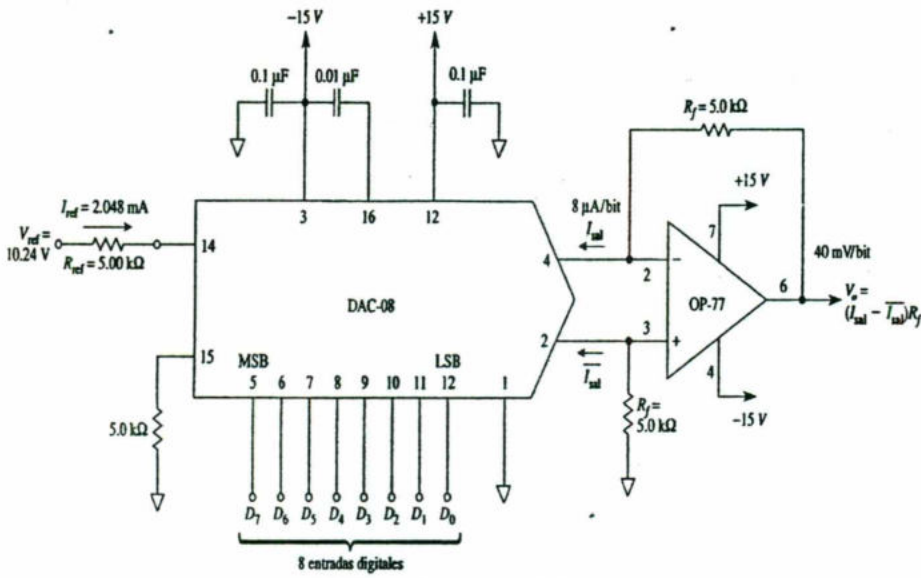 −15 V
+15 V
0.1 µF
0.01 µF
0.1 µF
R_f = 5.0 kΩ
+15 V
I_ref = 2.048 mA
3
16
12
8 µA/bit
I_sal
7
40 mV/bit
V_ref =
10.24 V
14
4
2
−
R_ref = 5.00 kΩ
OP-77
6
V_o =
(I_sal − \overline{I_sal})R_f
DAC-08
2
3
+
15
MSB
LSB
\overline{I_sal}
4
5
6
7
8
9
10
11
12
1
−15 V
5.0 kΩ
R_f =
5.0 kΩ
D_7
D_6
D_5
D_4
D_3
D_2
D_1
D_0
8 entradas digitales